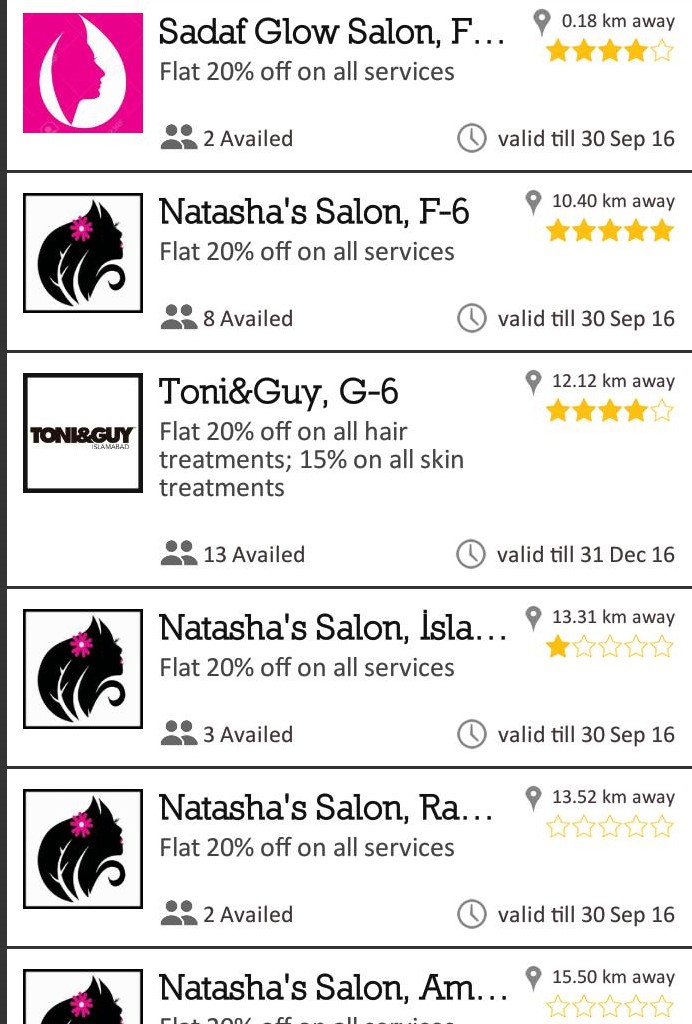 Sadaf Glow Salon, F...
0.18 km away
Flat 20% off on all services
2 Availed
valid till 30 Sep 16
Natasha's Salon, F-6
10.40 km away
Flat 20% off on all services
8 Availed
valid till 30 Sep 16
TONI&GUY
ISLAMABAD
Toni&Guy, G-6
12.12 km away
Flat 20% off on all hair
treatments; 15% on all skin
treatments
13 Availed
valid till 31 Dec 16
Natasha's Salon, İsla...
13.31 km away
Flat 20% off on all services
3 Availed
valid till 30 Sep 16
Natasha's Salon, Ra...
13.52 km away
Flat 20% off on all services
2 Availed
valid till 30 Sep 16
Natasha's Salon, Am...
15.50 km away
Flat 20% off on all services